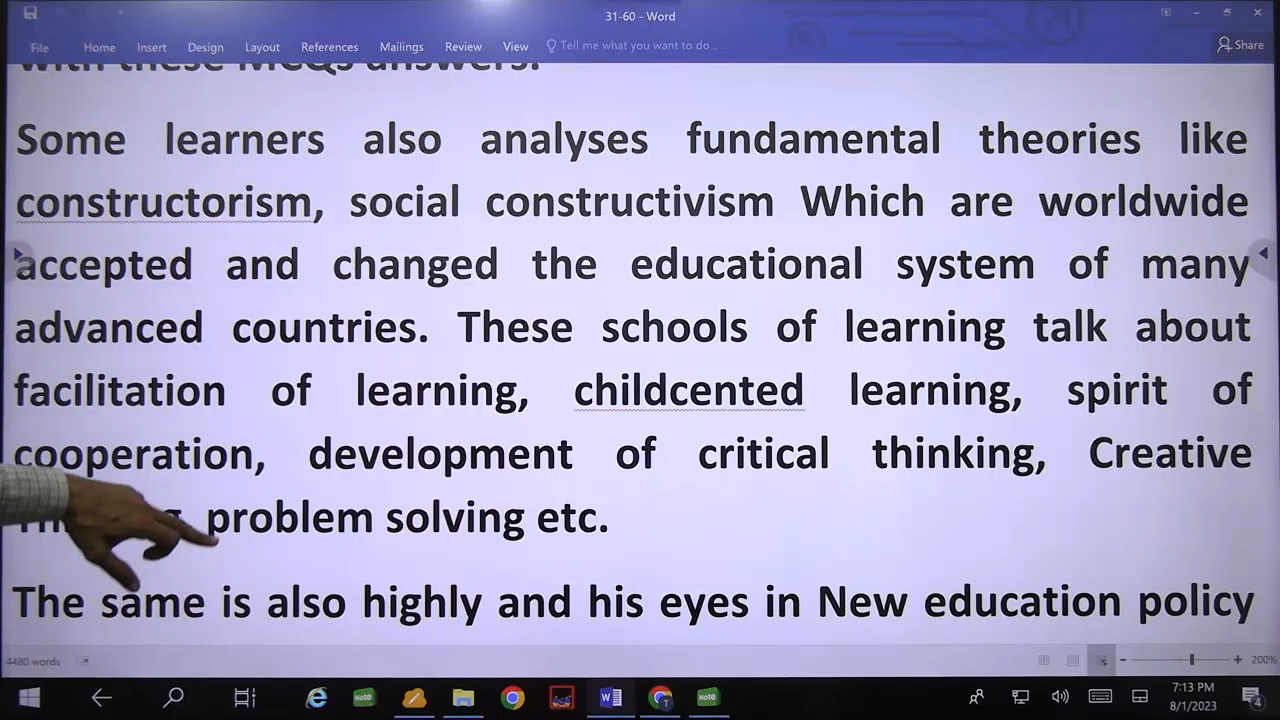 31-60 - Word
File Home Insert Design Layout References Mailings Review View Tell me what you want to do... Share
with these MCQs answers.
Some learners also analyses fundamental theories like
constructorism, social constructivism Which are worldwide
accepted and changed the educational system of many
advanced countries. These schools of learning talk about
facilitation of learning, childcented learning, spirit of
cooperation, development of critical thinking, Creative
problem solving etc.
The same is also highly and his eyes in New education policy
4480 words 200%
7:13 PM
8/1/2023